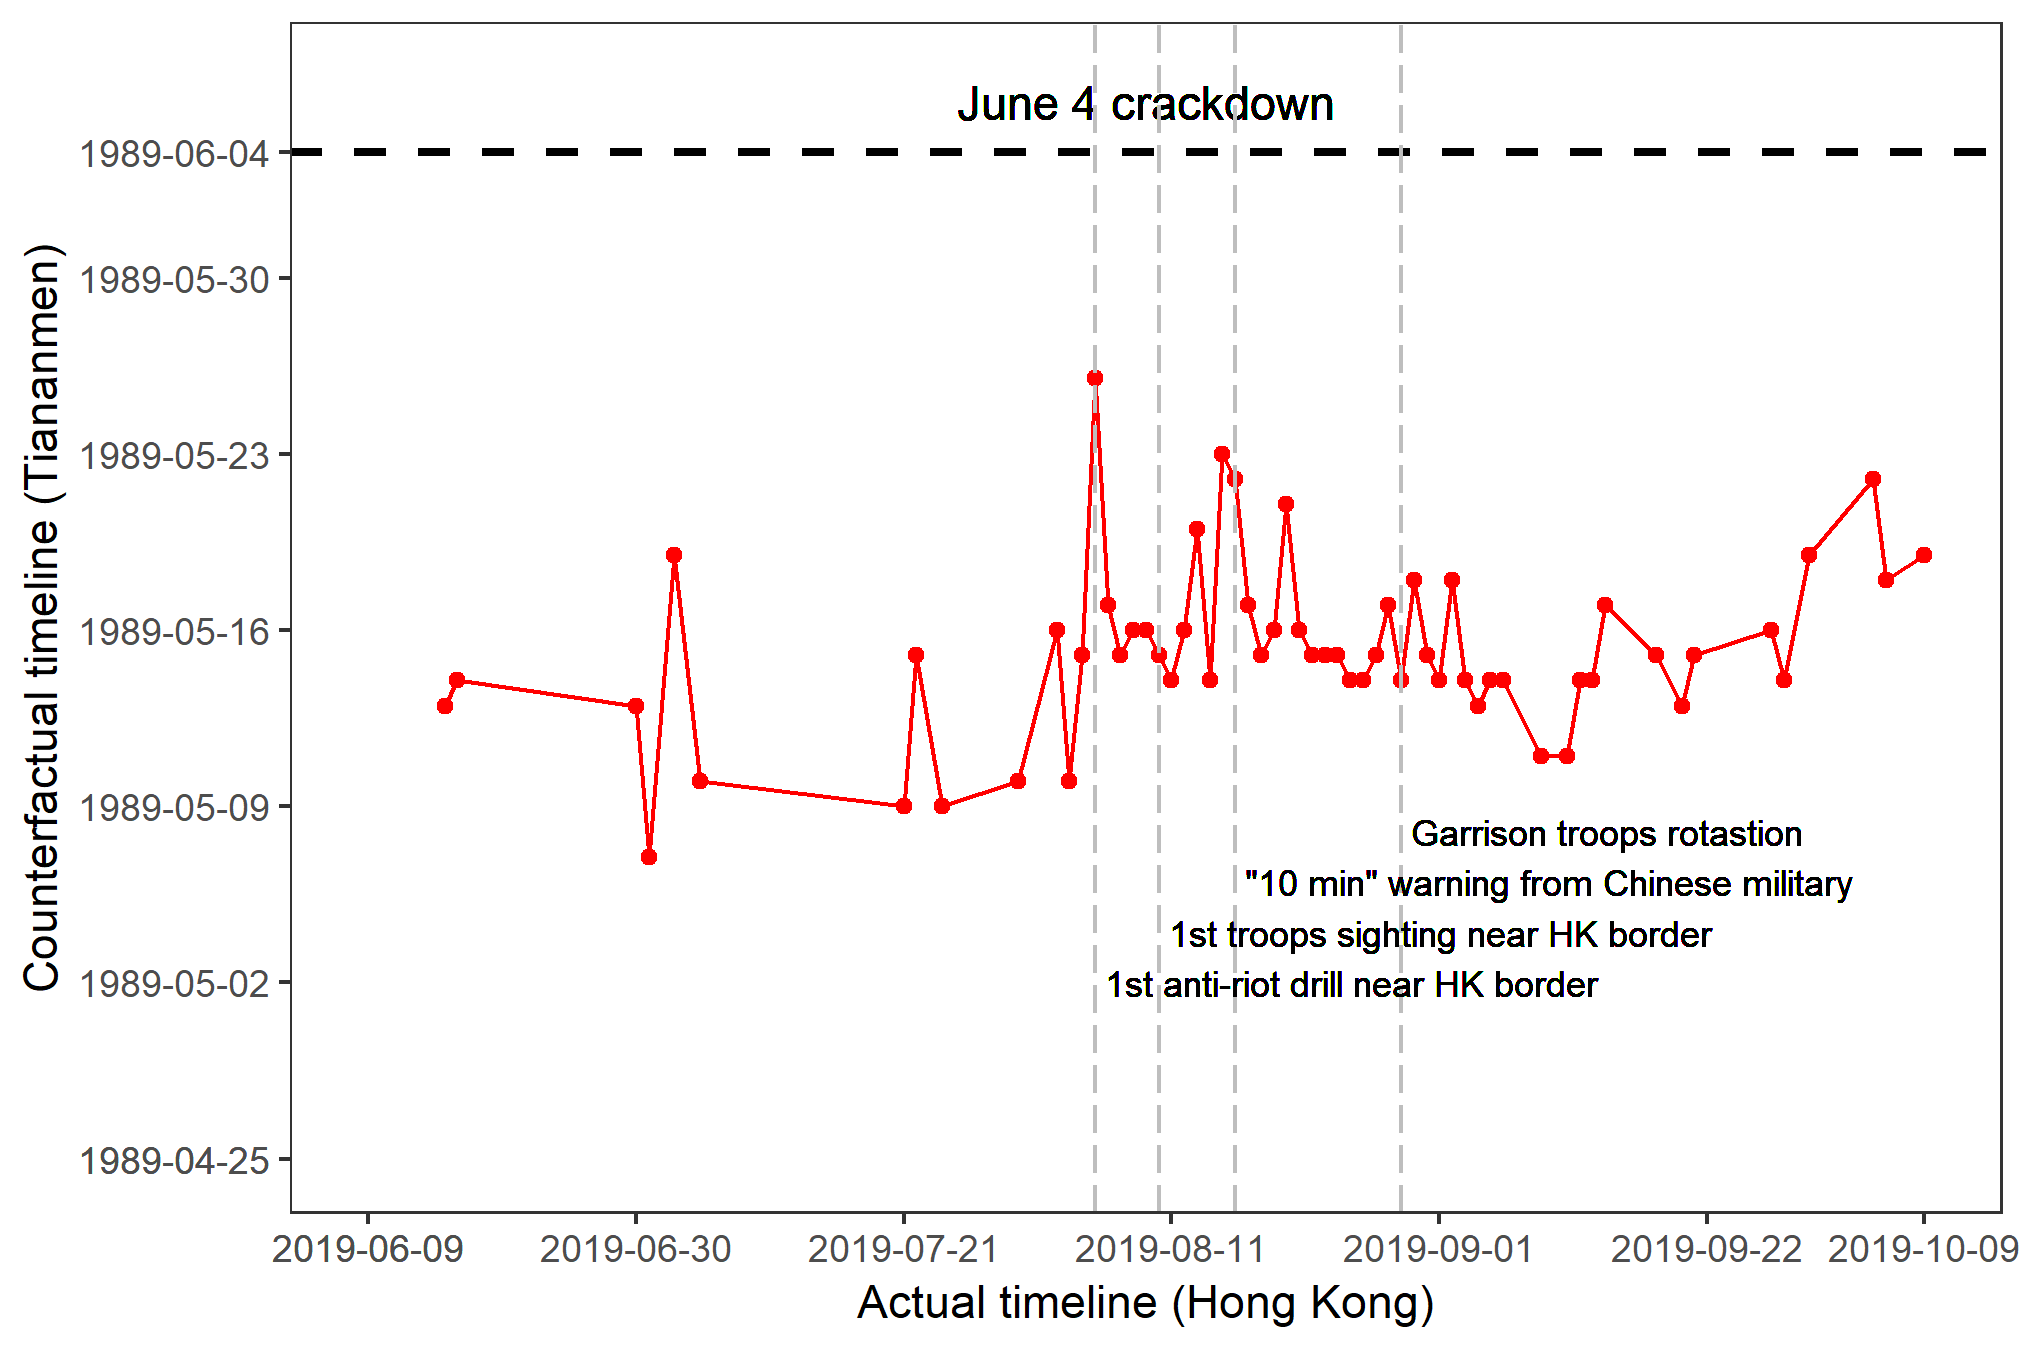 June 4 crackdown
1989-06-04
1989-05-30
1989-05-23
1989-05-16
1989-05-09
1989-05-02
1989-04-25
Counterfactual timeline (Tiananmen)
Garrison troops rotastion
"10 min" warning from Chinese military
1st troops sighting near HK border
1st anti-riot drill near HK border
2019-06-09 2019-06-30 2019-07-21 2019-08-11 2019-09-01 2019-09-22 2019-10-09
Actual timeline (Hong Kong)